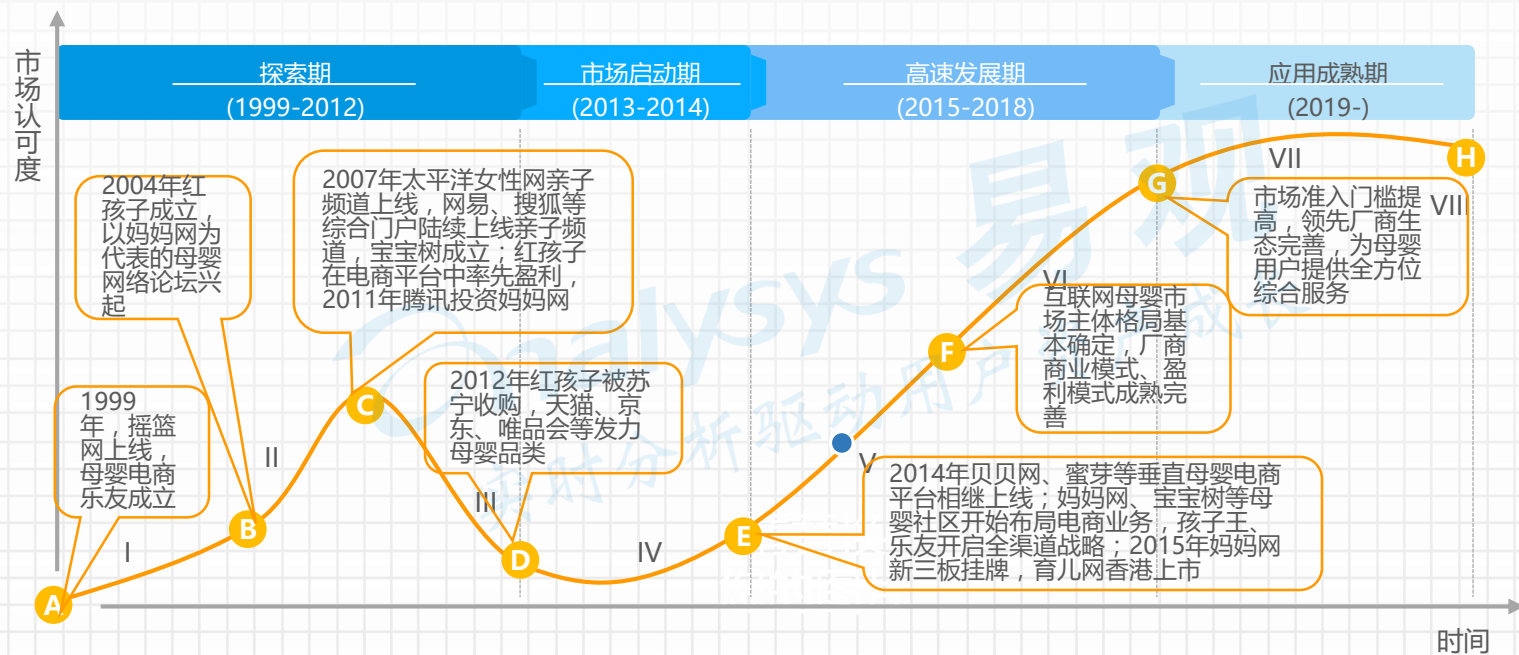 市场认可度
探索期
(1999-2012)
市场启动期
(2013-2014)
高速发展期
(2015-2018)
应用成熟期
(2019-)
1999
年，摇篮
网上线，
母婴电商
乐友成立
2004年红
孩子成立，
以妈妈网为
代表的母婴
网络论坛兴
起
2007年太平洋女性网亲子
频道上线，网易、搜狐等
综合门户陆续上线亲子频
道，宝宝树成立；红孩子
在电商平台中率先盈利，
2011年腾讯投资妈妈网
2012年红孩子被苏
宁收购，天猫、京
东、唯品会等发力
母婴品类
2014年贝贝网、蜜芽等垂直母婴电商
平台相继上线；妈妈网、宝宝树等母
婴社区开始布局电商业务，孩子王、
乐友开启全渠道战略；2015年妈妈网
新三板挂牌，育儿网香港上市
互联网母婴市
场主体格局基
本确定，厂商
商业模式、盈
利模式成熟完
善
市场准入门槛提
高，领先厂商生
态完善，为母婴
用户提供全方位
综合服务
A
I
B
II
C
III
D
IV
E
V
F
VI
G
VII
H
VIII
时间
analysys 易观
实时分析驱动用户
成